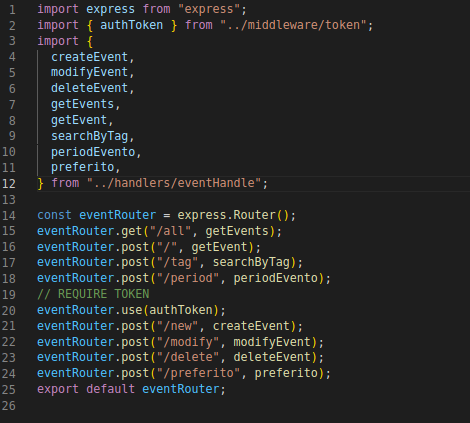 1 import express from "express";
2 import { authToken } from "../middleware/token";
3 import {
4 createEvent,
5 modifyEvent,
6 deleteEvent,
7 getEvents,
8 getEvent,
9 searchByTag,
10 periodEvento,
11 preferito,
12 } from "../handlers/eventHandle";
13
14 const eventRouter = express.Router();
15 eventRouter.get("/all", getEvents);
16 eventRouter.post("/", getEvent);
17 eventRouter.post("/tag", searchByTag);
18 eventRouter.post("/period", periodEvento);
19 // REQUIRE TOKEN
20 eventRouter.use(authToken);
21 eventRouter.post("/new", createEvent);
22 eventRouter.post("/modify", modifyEvent);
23 eventRouter.post("/delete", deleteEvent);
24 eventRouter.post("/preferito", preferito);
25 export default eventRouter;
26